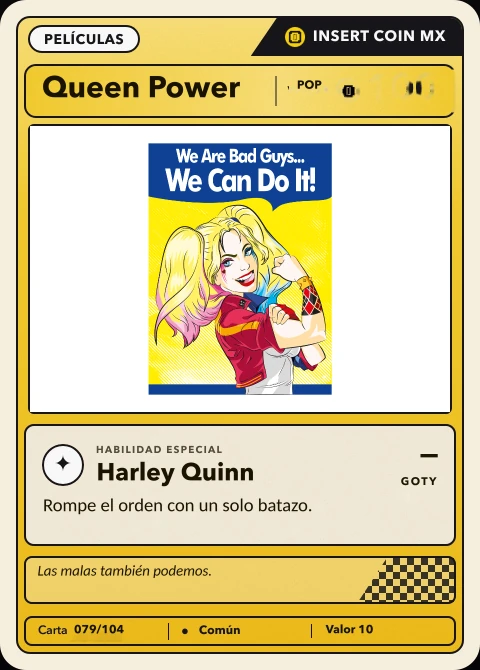 PELÍCULAS
INSERT COIN MX
Queen Power
POP
We Are Bad Guys...
We Can Do It!
HABILIDAD ESPECIAL
Harley Quinn
—
GOTY
Rompe el orden con un solo batazo.
Las malas también podemos.
Carta 079/104 • Común Valor 10